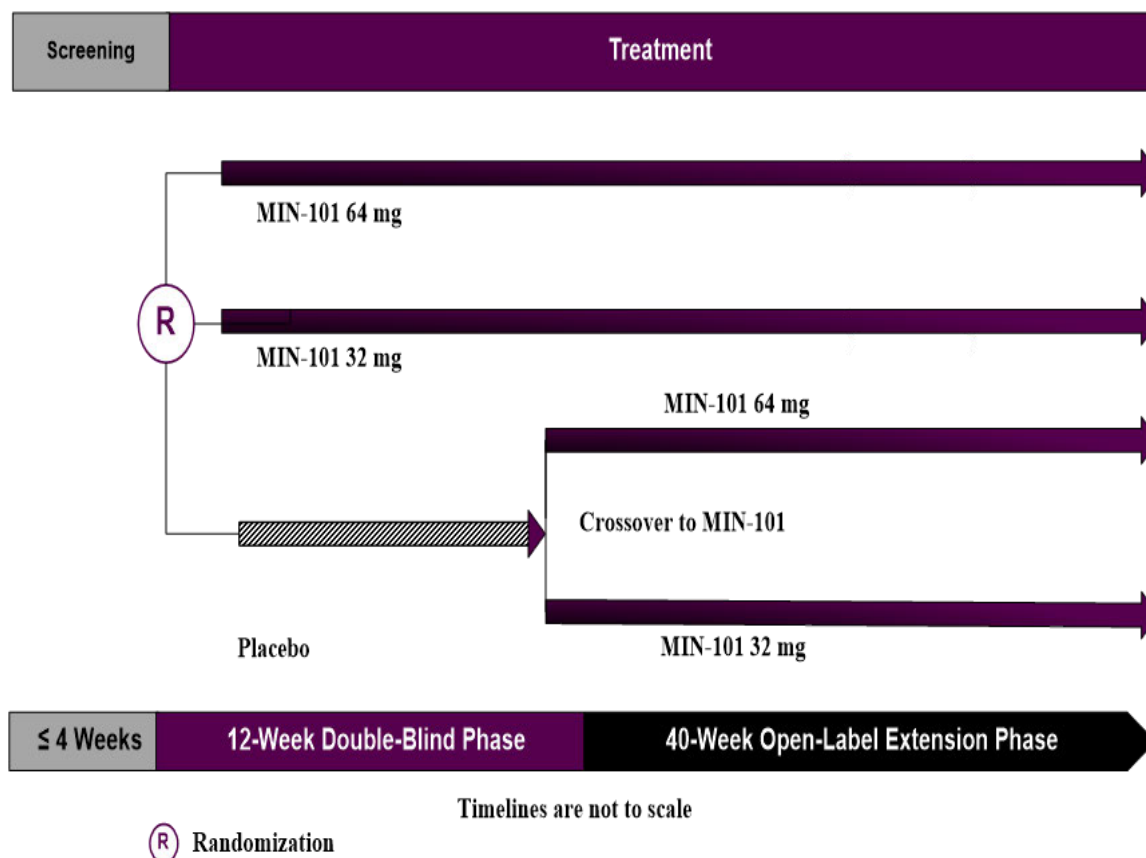 Screening
Treatment
MIN-101 64 mg
R
MIN-101 32 mg
MIN-101 64 mg
Crossover to MIN-101
Placebo
MIN-101 32 mg
≤ 4 Weeks
12-Week Double-Blind Phase
40-Week Open-Label Extension Phase
Timelines are not to scale
R Randomization